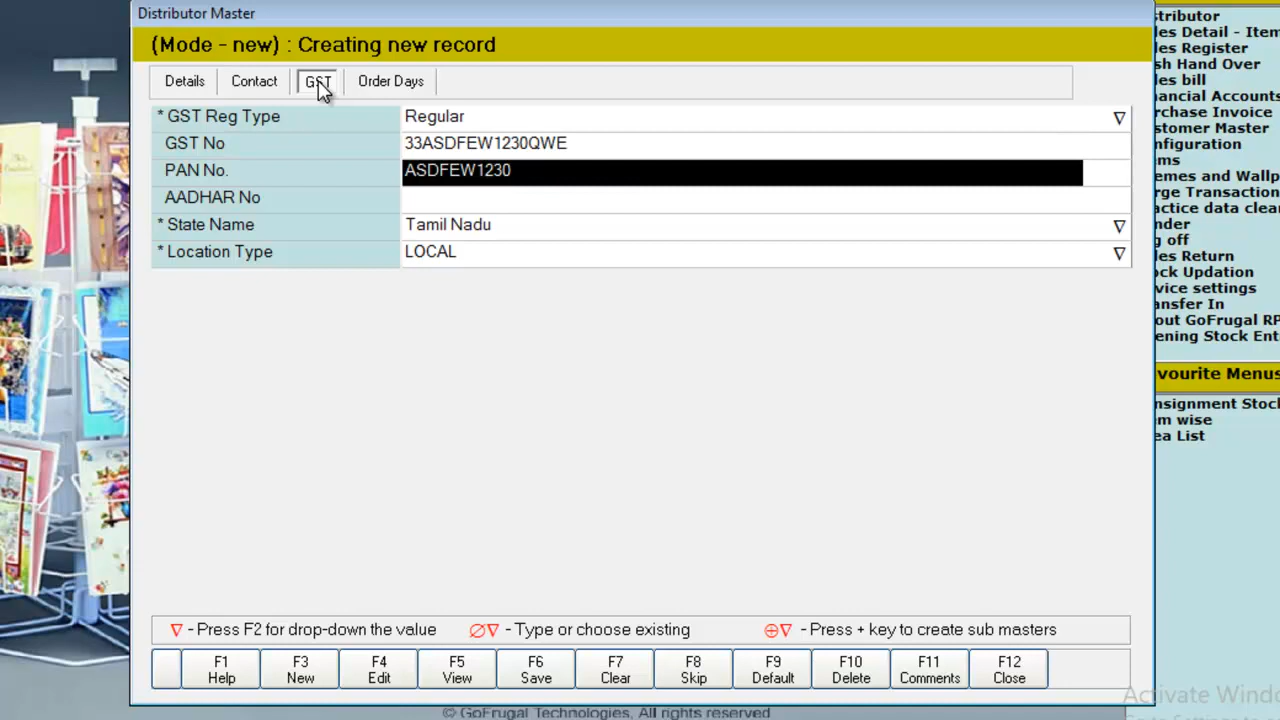 Distributor Master
(Mode - new) : Creating new record
Details Contact GST Order Days
* GST Reg Type Regular
GST No 33ASDFEW1230QWE
PAN No. ASDFEW1230
AADHAR No
* State Name Tamil Nadu
* Location Type LOCAL
- Press F2 for drop-down the value - Type or choose existing - Press + key to create sub masters
F1 Help
F3 New
F4 Edit
F5 View
F6 Save
F7 Clear
F8 Skip
F9 Default
F10 Delete
F11 Comments
F12 Close
stributor
les Detail - Item
les Register
sh Hand Over
les bill
nancial Accounts
rchase Invoice
stomer Master
nfiguration
ms
emes and Wallp
rge Transaction
actice data clear
nder
g off
les Return
ock Updation
vice settings
ansfer In
out GoFrugal RP
ening Stock Ent
vourite Menus
nsignment Stock
m wise
ea List
Activate Windo
© GoFrugal Technologies, All rights reserved